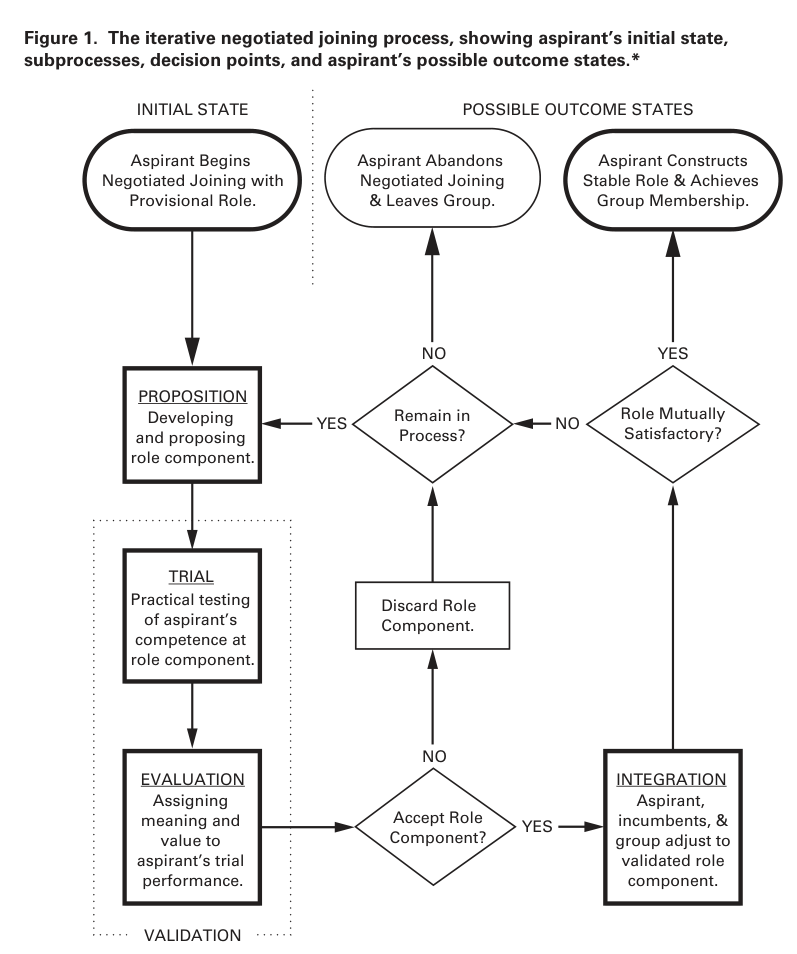 Figure 1.  The iterative negotiated joining process, showing aspirant's initial state,
subprocesses, decision points, and aspirant's possible outcome states.*
INITIAL STATE
POSSIBLE OUTCOME STATES
Aspirant Begins
Negotiated Joining with
Provisional Role.
Aspirant Abandons
Negotiated Joining
& Leaves Group.
Aspirant Constructs
Stable Role & Achieves
Group Membership.
NO
YES
PROPOSITION
Developing
and proposing
role component.
YES
Remain in
Process?
NO
Role Mutually
Satisfactory?
TRIAL
Practical testing
of aspirant's
competence at
role component.
Discard Role
Component.
NO
EVALUATION
Assigning
meaning and
value to
aspirant's trial
performance.
Accept Role
Component?
YES
INTEGRATION
Aspirant,
incumbents, &
group adjust to
validated role
component.
VALIDATION